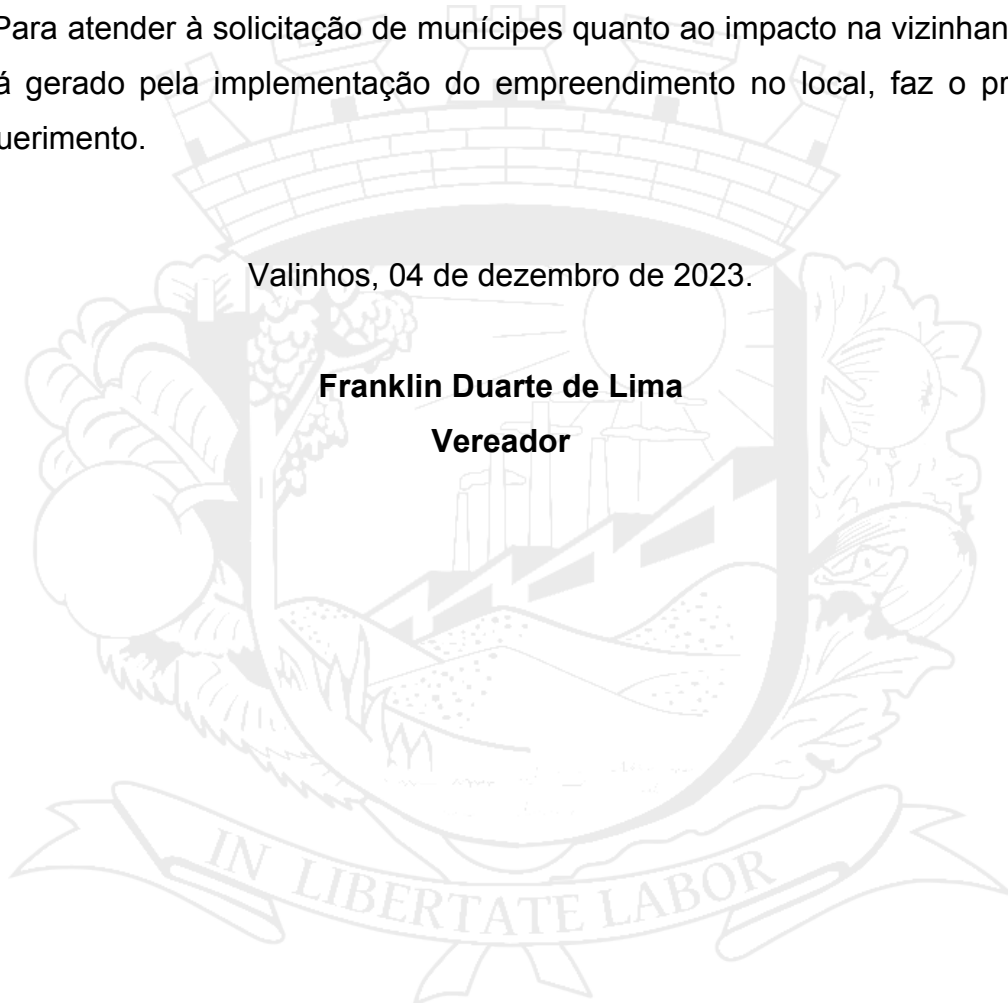 Para atender à solicitação de munícipes quanto ao impacto na vizinhan
á gerado pela implementação do empreendimento no local, faz o pr
uerimento.
Valinhos, 04 de dezembro de 2023.
Franklin Duarte de Lima
Vereador
IN LIBERTATE LABOR